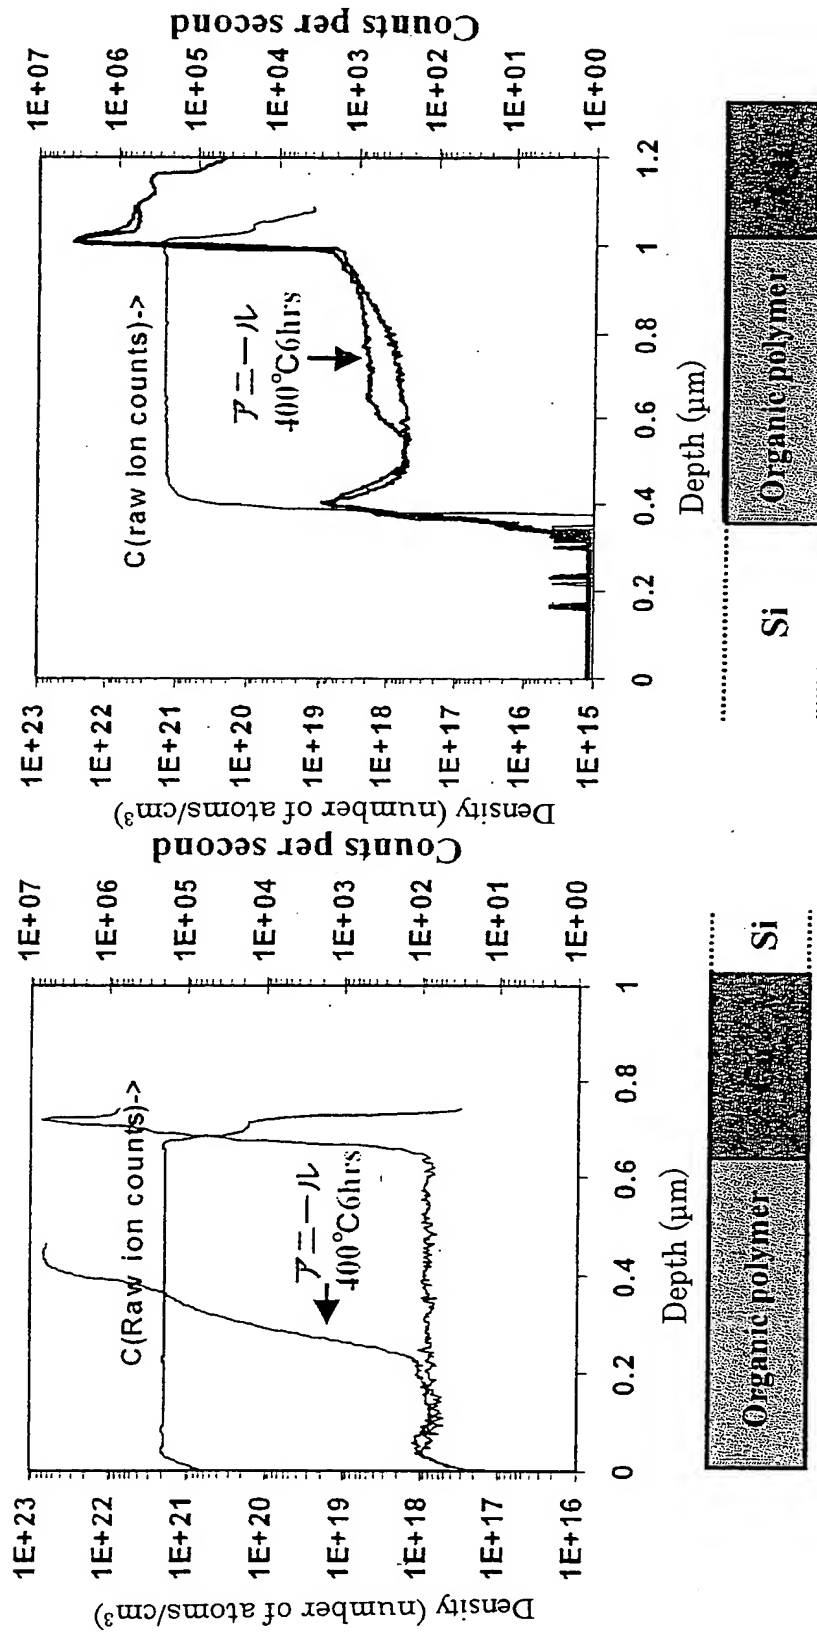 Counts per second
1E+07
1E+06
1E+05
1E+04
1E+03
1E+02
1E+01
1E+00
C(Raw ion counts)->
アニール
400°C6hrs
1E+23
1E+22
1E+21
1E+20
1E+19
1E+18
1E+17
1E+16
Density (number of atoms/cm³)
0
0.2
0.4
0.6
0.8
1
Depth (µm)
Organic polymer
Cu
Si
Counts per second
1E+07
1E+06
1E+05
1E+04
1E+03
1E+02
1E+01
1E+00
C(raw ion counts)->
アニール
400°C6hrs
1E+23
1E+22
1E+21
1E+20
1E+19
1E+18
1E+17
1E+16
1E+15
Density (number of atoms/cm³)
0
0.2
0.4
0.6
0.8
1
1.2
Depth (µm)
Si
Organic polymer